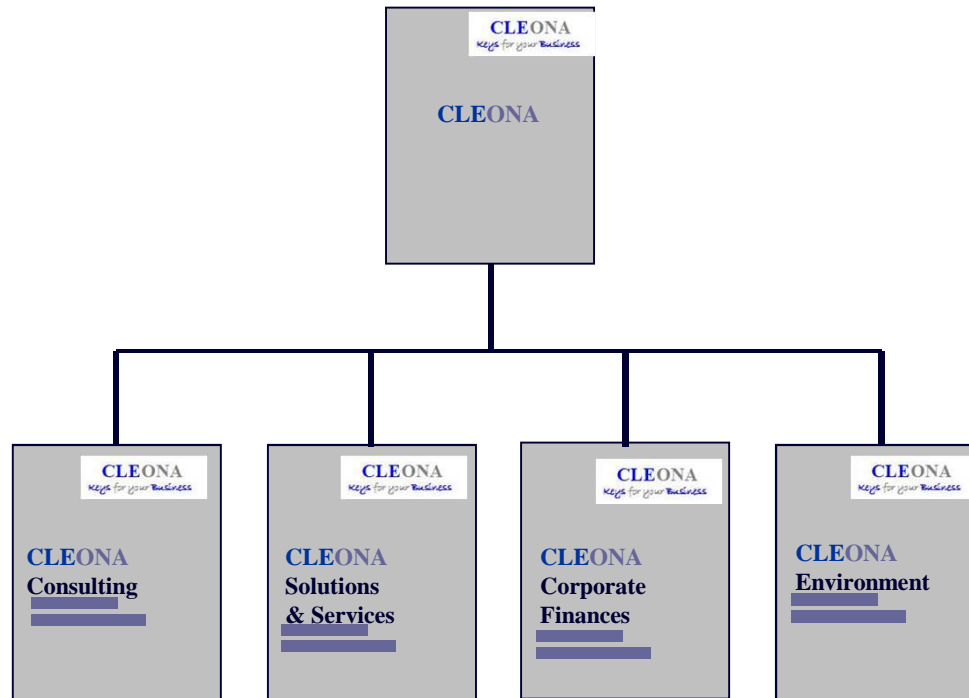 CLEONA
Keys for your Business
CLEONA
CLEONA
Keys for your Business
CLEONA
Consulting
CLEONA
Keys for your Business
CLEONA
Solutions
& Services
CLEONA
Keys for your Business
CLEONA
Corporate
Finances
CLEONA
Keys for your Business
CLEONA
Environment